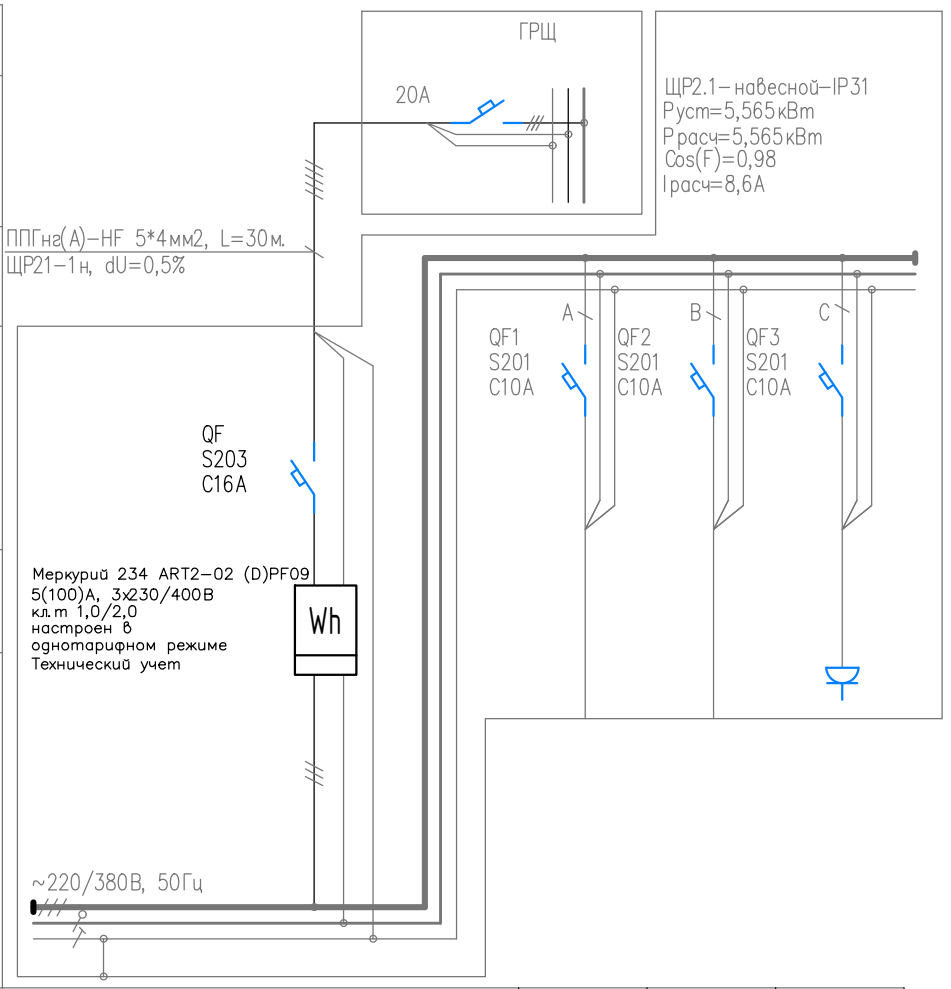 ГРЩ
20А
ЩР2.1-навесной-IP31
Руст=5,565кВт
Ррасч=5,565кВт
Cos(F)=0,98
Iрасч=8,6А
ППГнг(А)-HF 5*4мм2, L=30м.
ЩР21-1н, dU=0,5%
A
B
C
QF1
S201
C10A
QF2
S201
C10A
QF3
S201
C10A
QF
S203
C16A
Меркурий 234 ART2-02 (D)PF09
5(100)А, 3х230/400В
кл.т 1,0/2,0
настроен в
однотарифном режиме
Технический учет
Wh
~220/380В, 50Гц